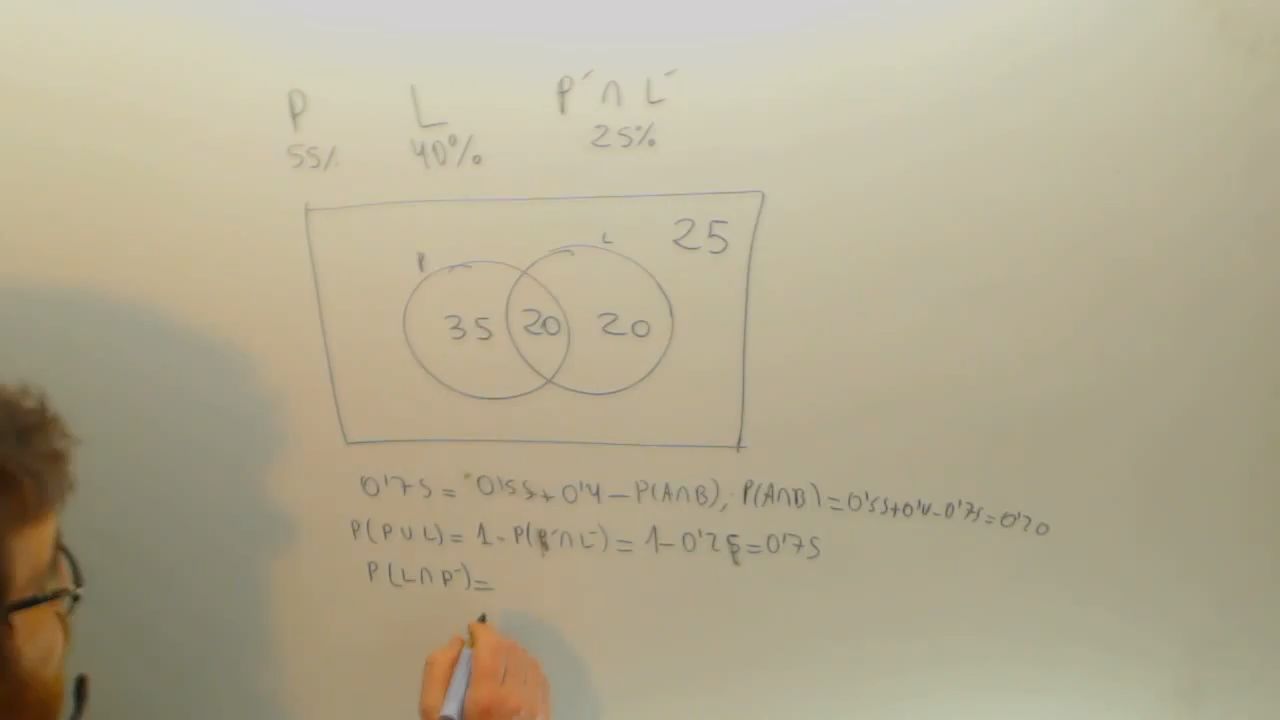 P L P´∩ L´
55% 40% 25%
25
P L
35 20 20
0'75 = 0'55 + 0'4 - P(A∩B), P(A∩B) = 0'55+0'4-0'75=0'20
P(P∪L) = 1 - P(P´∩L´) = 1 - 0'25 = 0'75
P(L∩P´) =